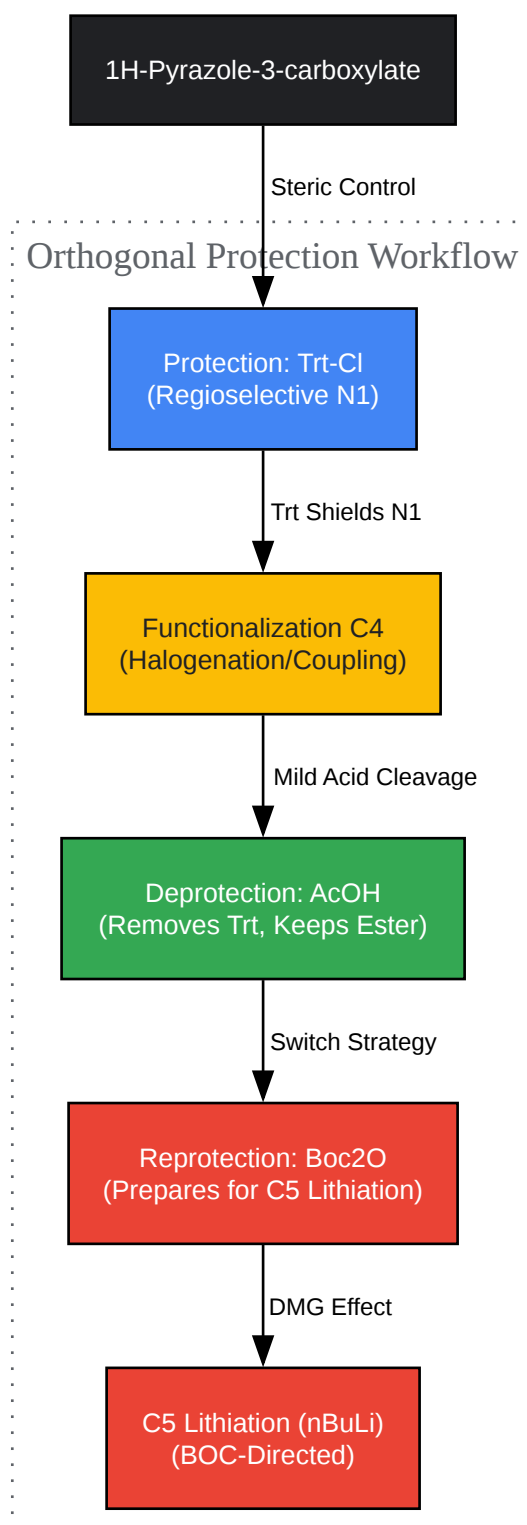 1H-Pyrazole-3-carboxylate
Steric Control
Orthogonal Protection Workflow
Protection: Trt-Cl
(Regioselective N1)
Trt Shields N1
Functionalization C4
(Halogenation/Coupling)
Mild Acid Cleavage
Deprotection: AcOH
(Removes Trt, Keeps Ester)
Switch Strategy
Reprotection: Boc2O
(Prepares for C5 Lithiation)
DMG Effect
C5 Lithiation (nBuLi)
(BOC-Directed)